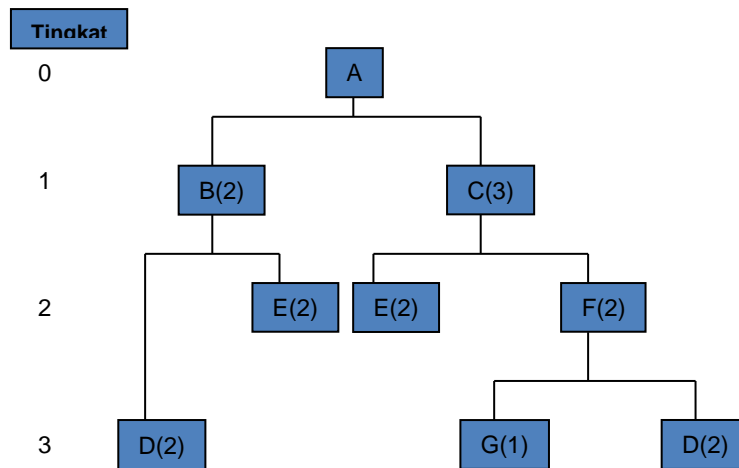 Tingkat
0
A
1
B(2) C(3)
2
E(2) E(2) F(2)
3
D(2) G(1) D(2)